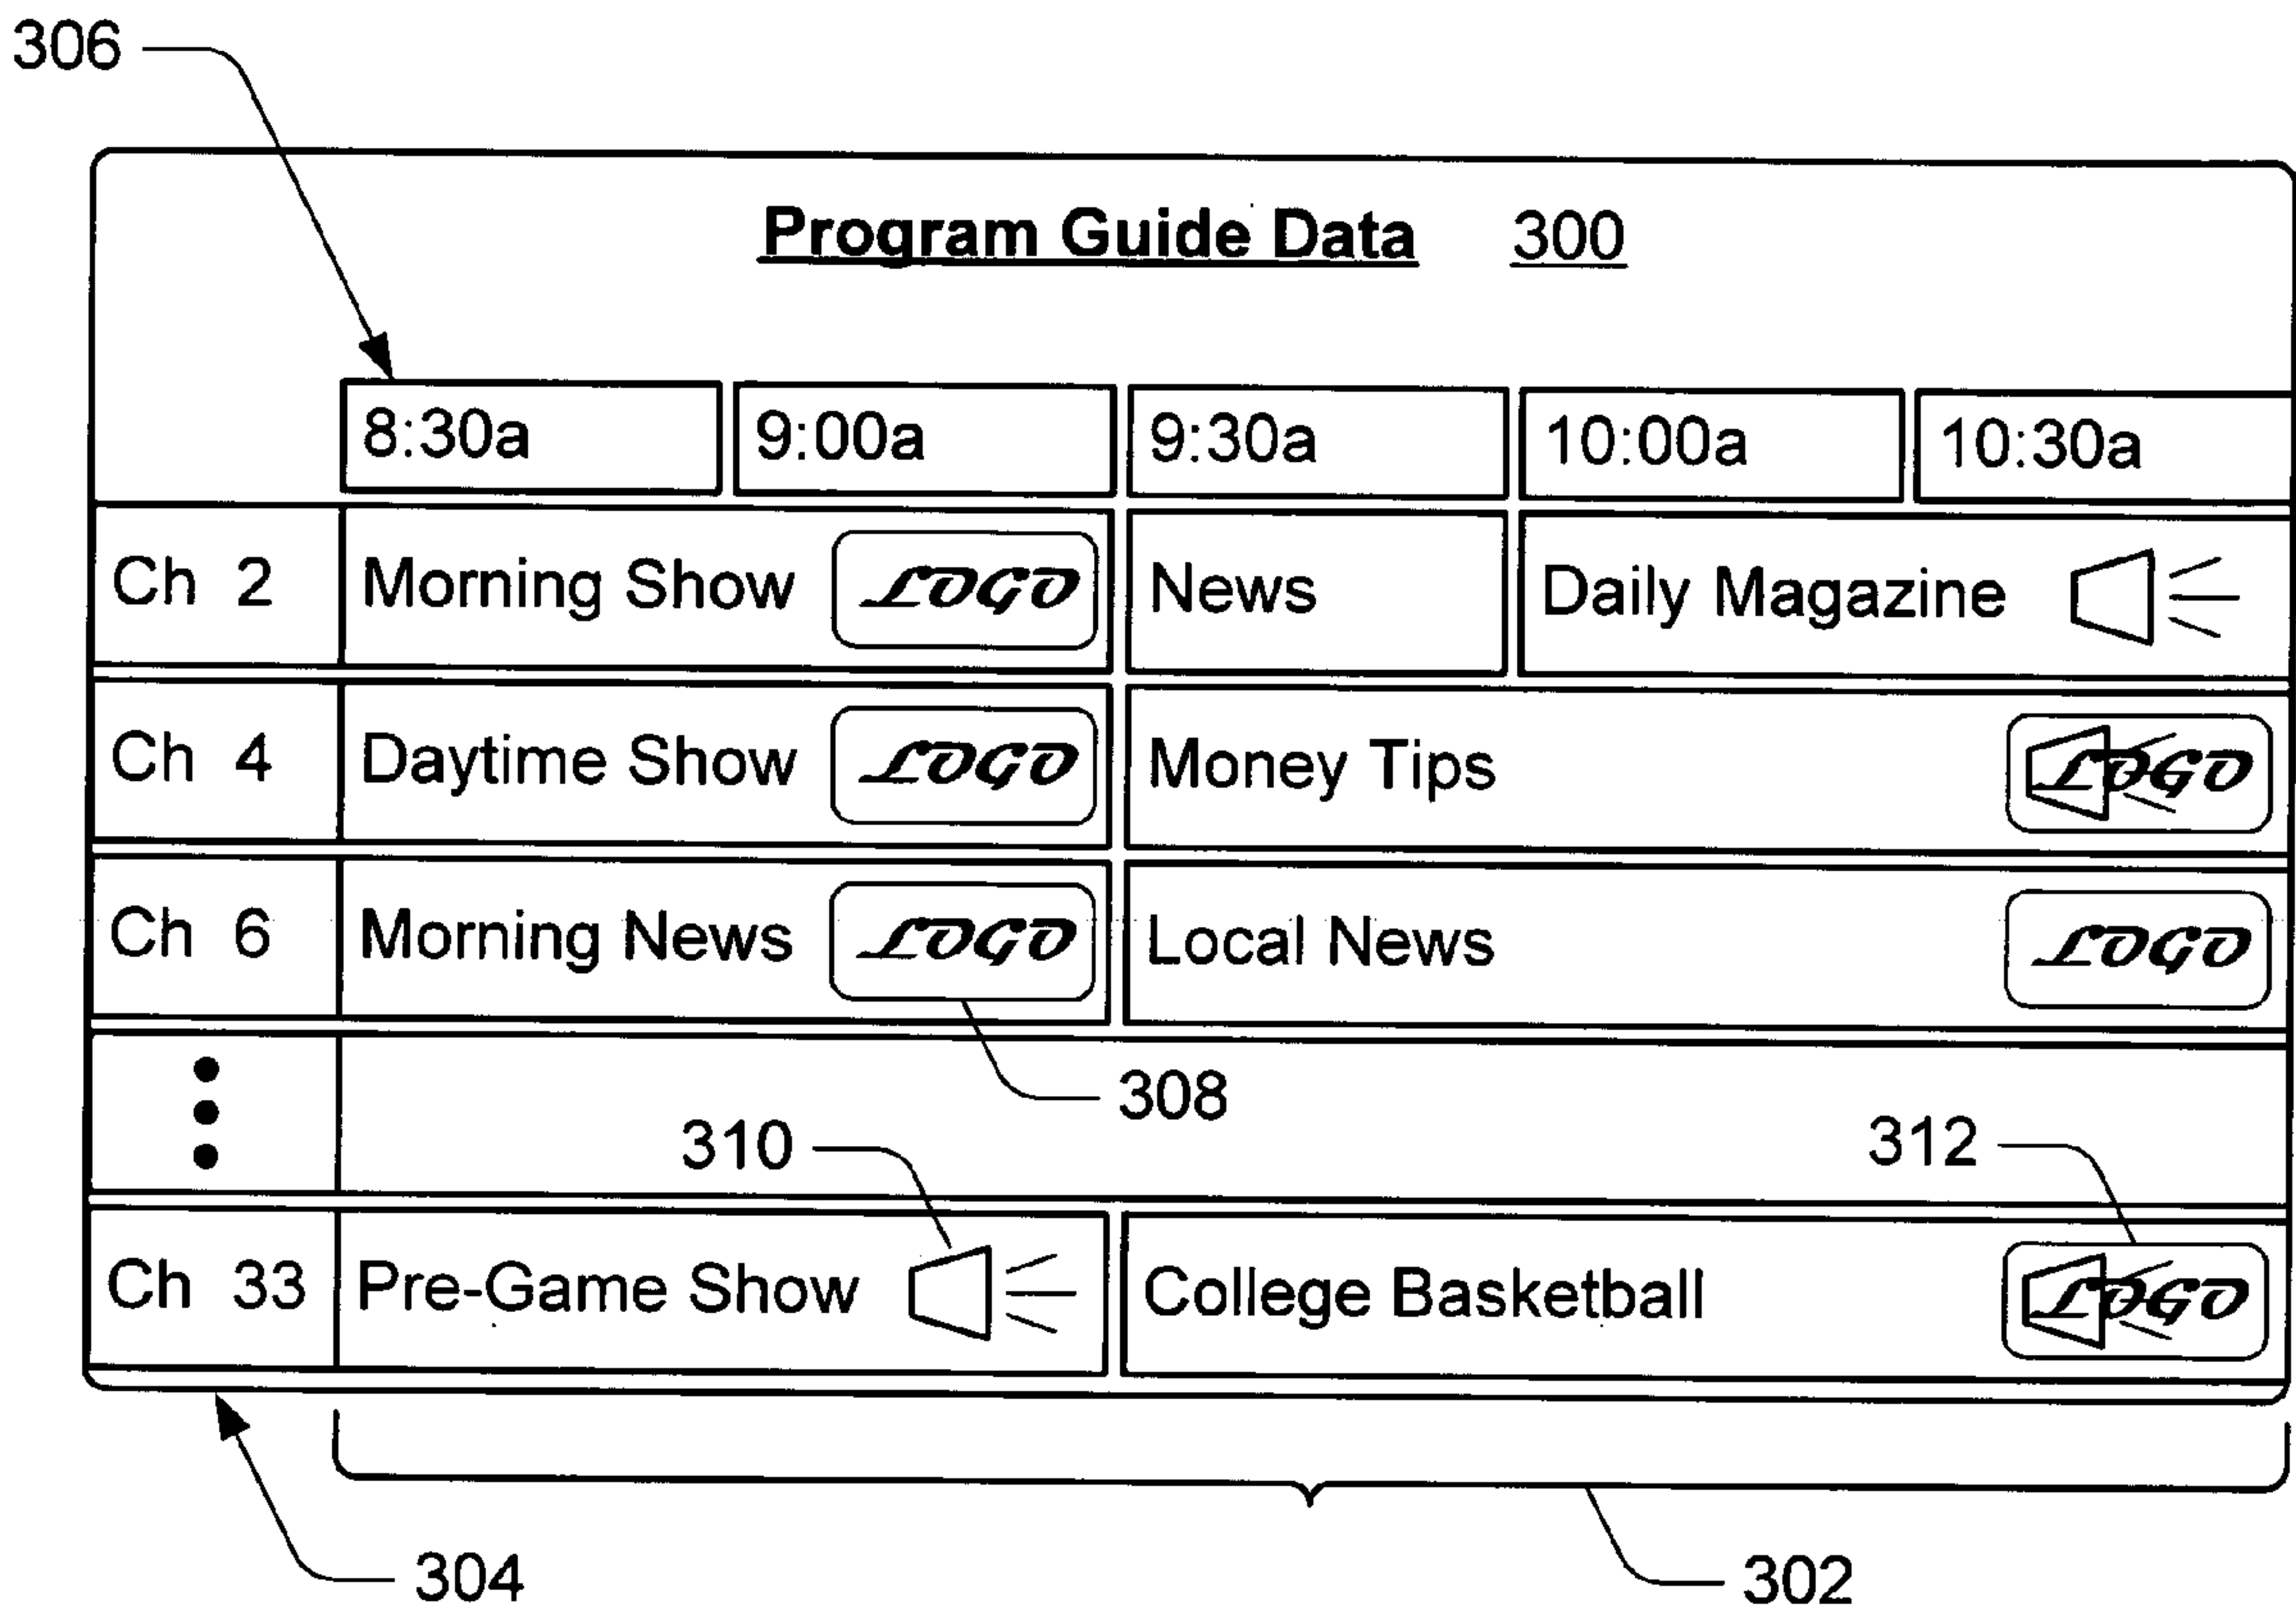 306
Program Guide Data 300
8:30a 9:00a 9:30a 10:00a 10:30a
Ch 2 Morning Show LOGO News Daily Magazine
Ch 4 Daytime Show LOGO Money Tips LOGO
Ch 6 Morning News LOGO Local News LOGO
308
310 312
Ch 33 Pre-Game Show College Basketball LOGO
304 302